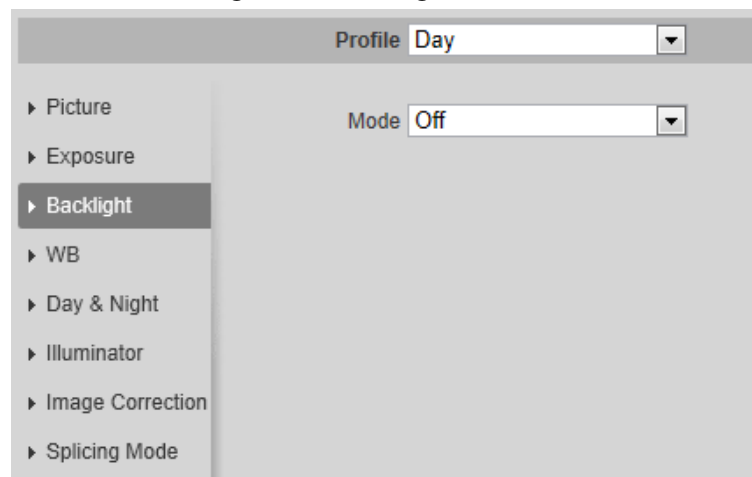 Profile Day
Picture
Mode Off
Exposure
Backlight
WB
Day & Night
Illuminator
Image Correction
Splicing Mode